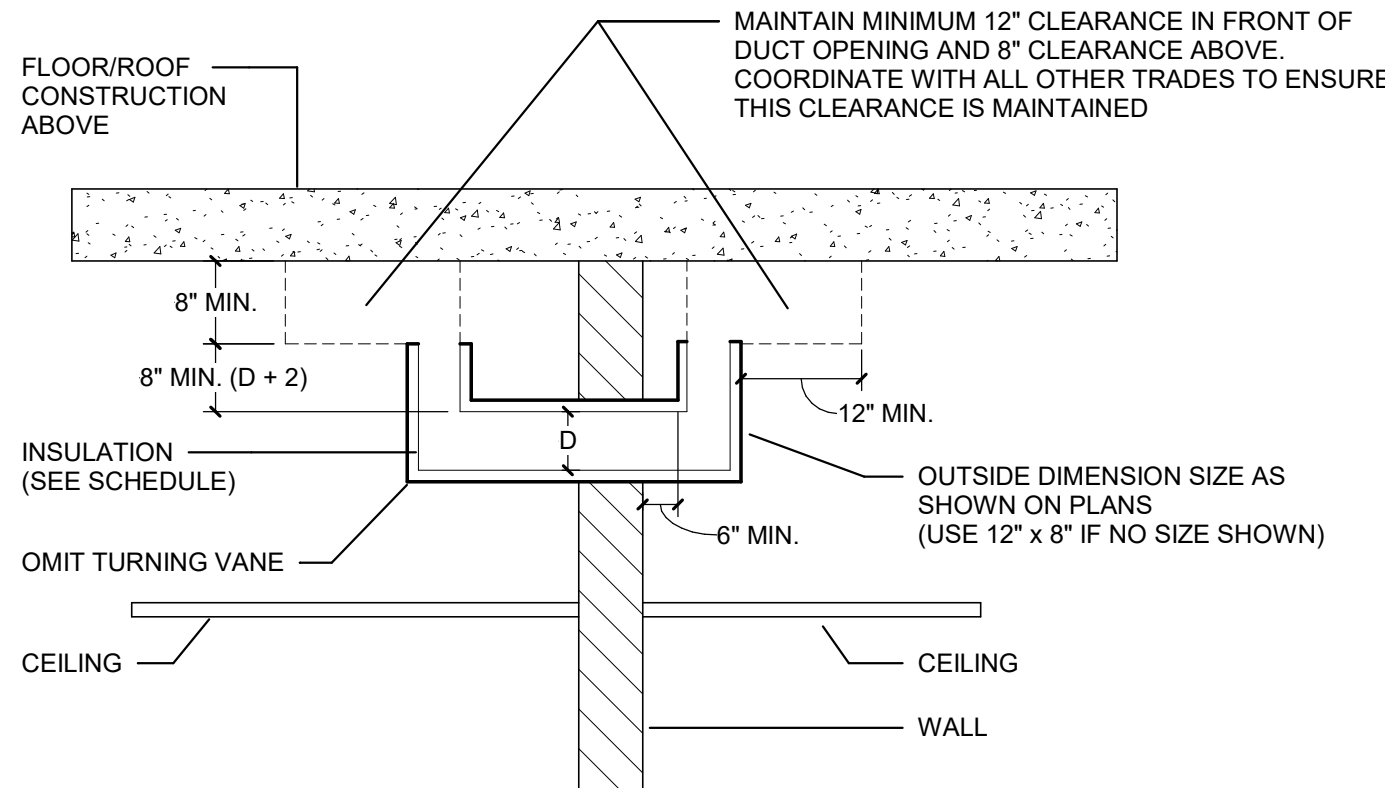 MAINTAIN MINIMUM 12" CLEARANCE IN FRONT OF
DUCT OPENING AND 8" CLEARANCE ABOVE.
COORDINATE WITH ALL OTHER TRADES TO ENSURE
THIS CLEARANCE IS MAINTAINED
FLOOR/ROOF
CONSTRUCTION
ABOVE
8" MIN.
8" MIN. (D + 2)
12" MIN.
D
INSULATION
(SEE SCHEDULE)
OUTSIDE DIMENSION SIZE AS
SHOWN ON PLANS
(USE 12" x 8" IF NO SIZE SHOWN)
6" MIN.
OMIT TURNING VANE
CEILING
CEILING
WALL